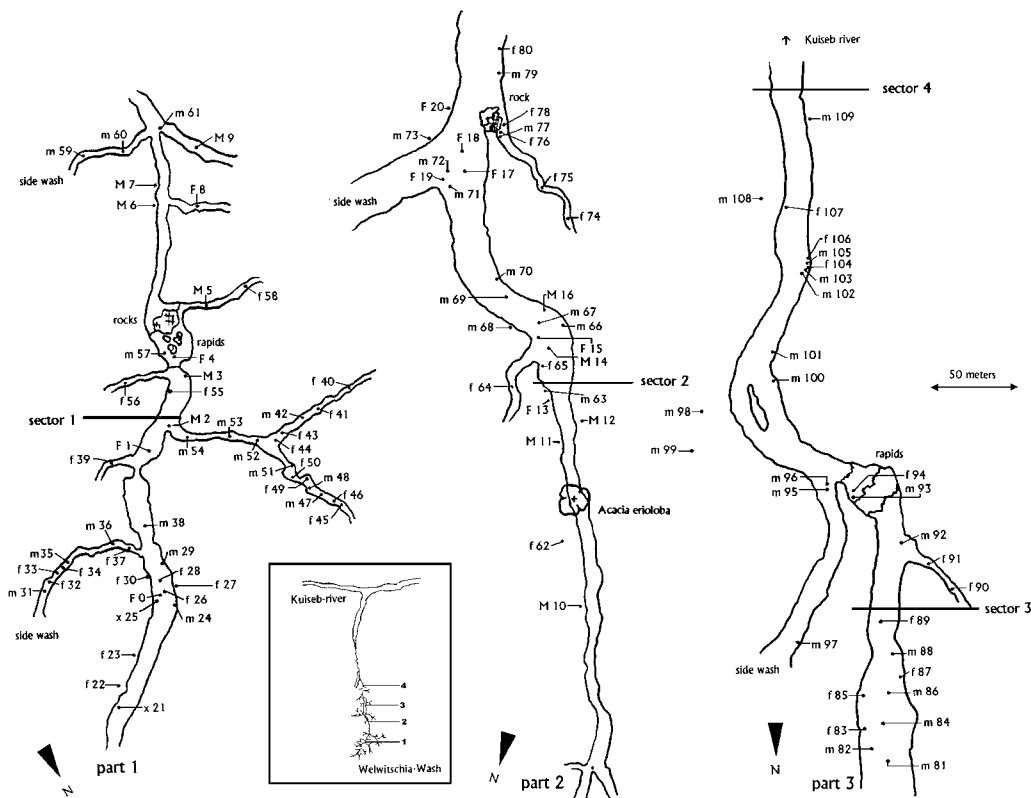 m 61
m 60
M 9
m 59
side wash
M 7
F 8
M 6
M 5
f 58
rocks
rapids
m 57
F 4
M 3
f 56
f 55
f 40
sector 1
M 2
m 42
f 41
m 53
F 1
m 54
f 43
m 52
f 44
f 39
m 51
f 50
f 49
m 48
m 47
f 46
f 45
m 38
m 36
m 35
m 29
f 33
f 34
f 37
f 28
f 30
f 27
m 31
f 32
F 0
f 26
x 25
m 24
side wash
f 23
f 22
x 21
N
part 1
Kuiseb-river
4
3
2
1
Welwitschia-Wash
f 80
m 79
rock
F 20
f 78
m 77
m 73
F 18
f 76
m 72
F 17
F 19
m 71
f 75
side wash
f 74
m 70
m 69
M 16
m 67
m 68
m 66
F 15
M 14
f 65
f 64
sector 2
m 63
F 13
M 12
M 11
Acacia erioloba
f 62
M 10
N
part 2
↑ Kuiseb river
sector 4
m 109
m 108
f 107
f 106
m 105
f 104
m 103
m 102
m 101
m 100
50 meters
m 98
m 99
rapids
m 96
f 94
m 95
m 93
m 92
f 91
f 90
sector 3
f 89
m 97
side wash
m 88
f 87
f 85
m 86
f 83
m 84
m 82
m 81
N
part 3